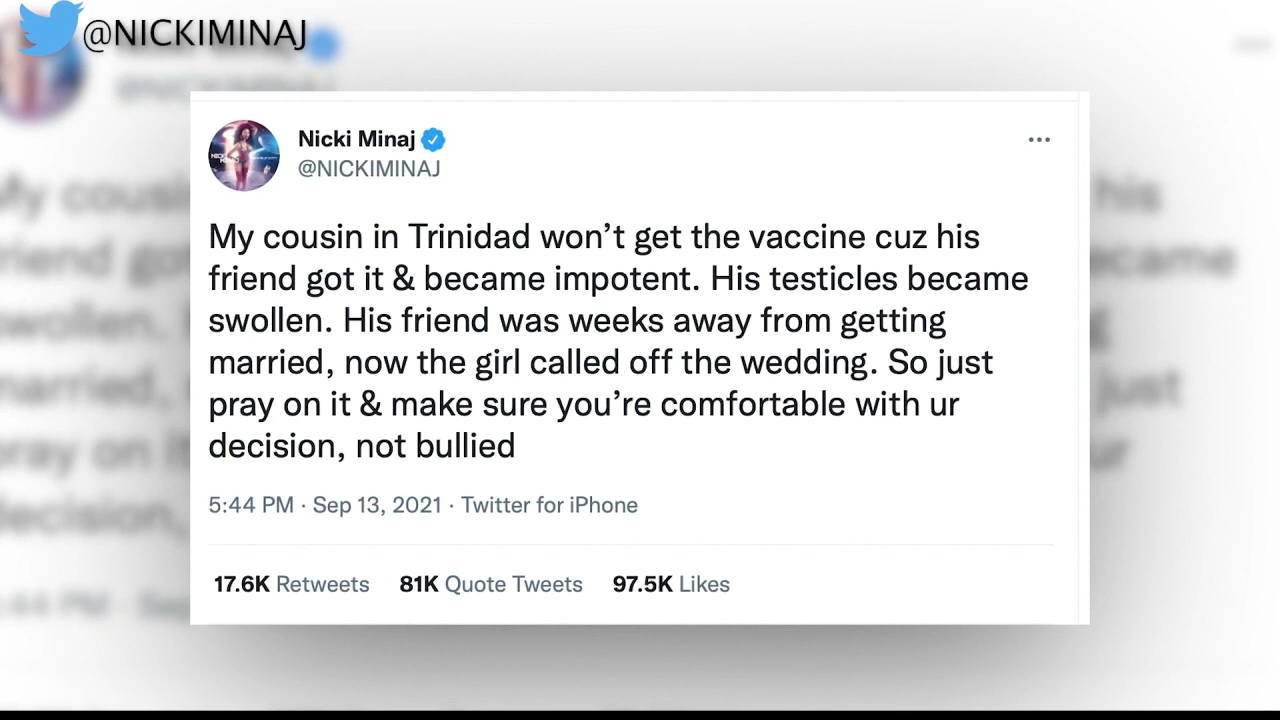 @NICKIMINAJ
Nicki Minaj
@NICKIMINAJ
My cousin in Trinidad won’t get the vaccine cuz his
friend got it & became impotent. His testicles became
swollen. His friend was weeks away from getting
married, now the girl called off the wedding. So just
pray on it & make sure you’re comfortable with ur
decision, not bullied
5:44 PM · Sep 13, 2021 · Twitter for iPhone
17.6K Retweets 81K Quote Tweets 97.5K Likes